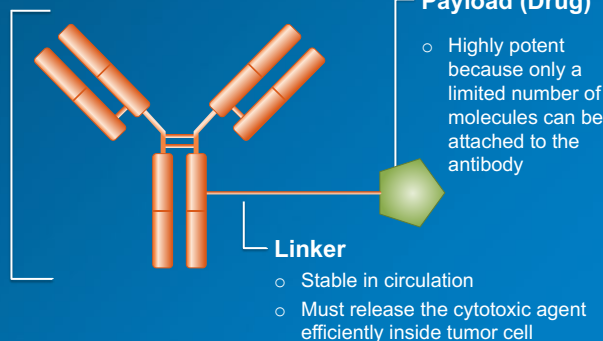 Payload (Drug)
○ Highly potent
because only a
limited number of
molecules can be
attached to the
antibody
Linker
○ Stable in circulation
○ Must release the cytotoxic agent
efficiently inside tumor cell